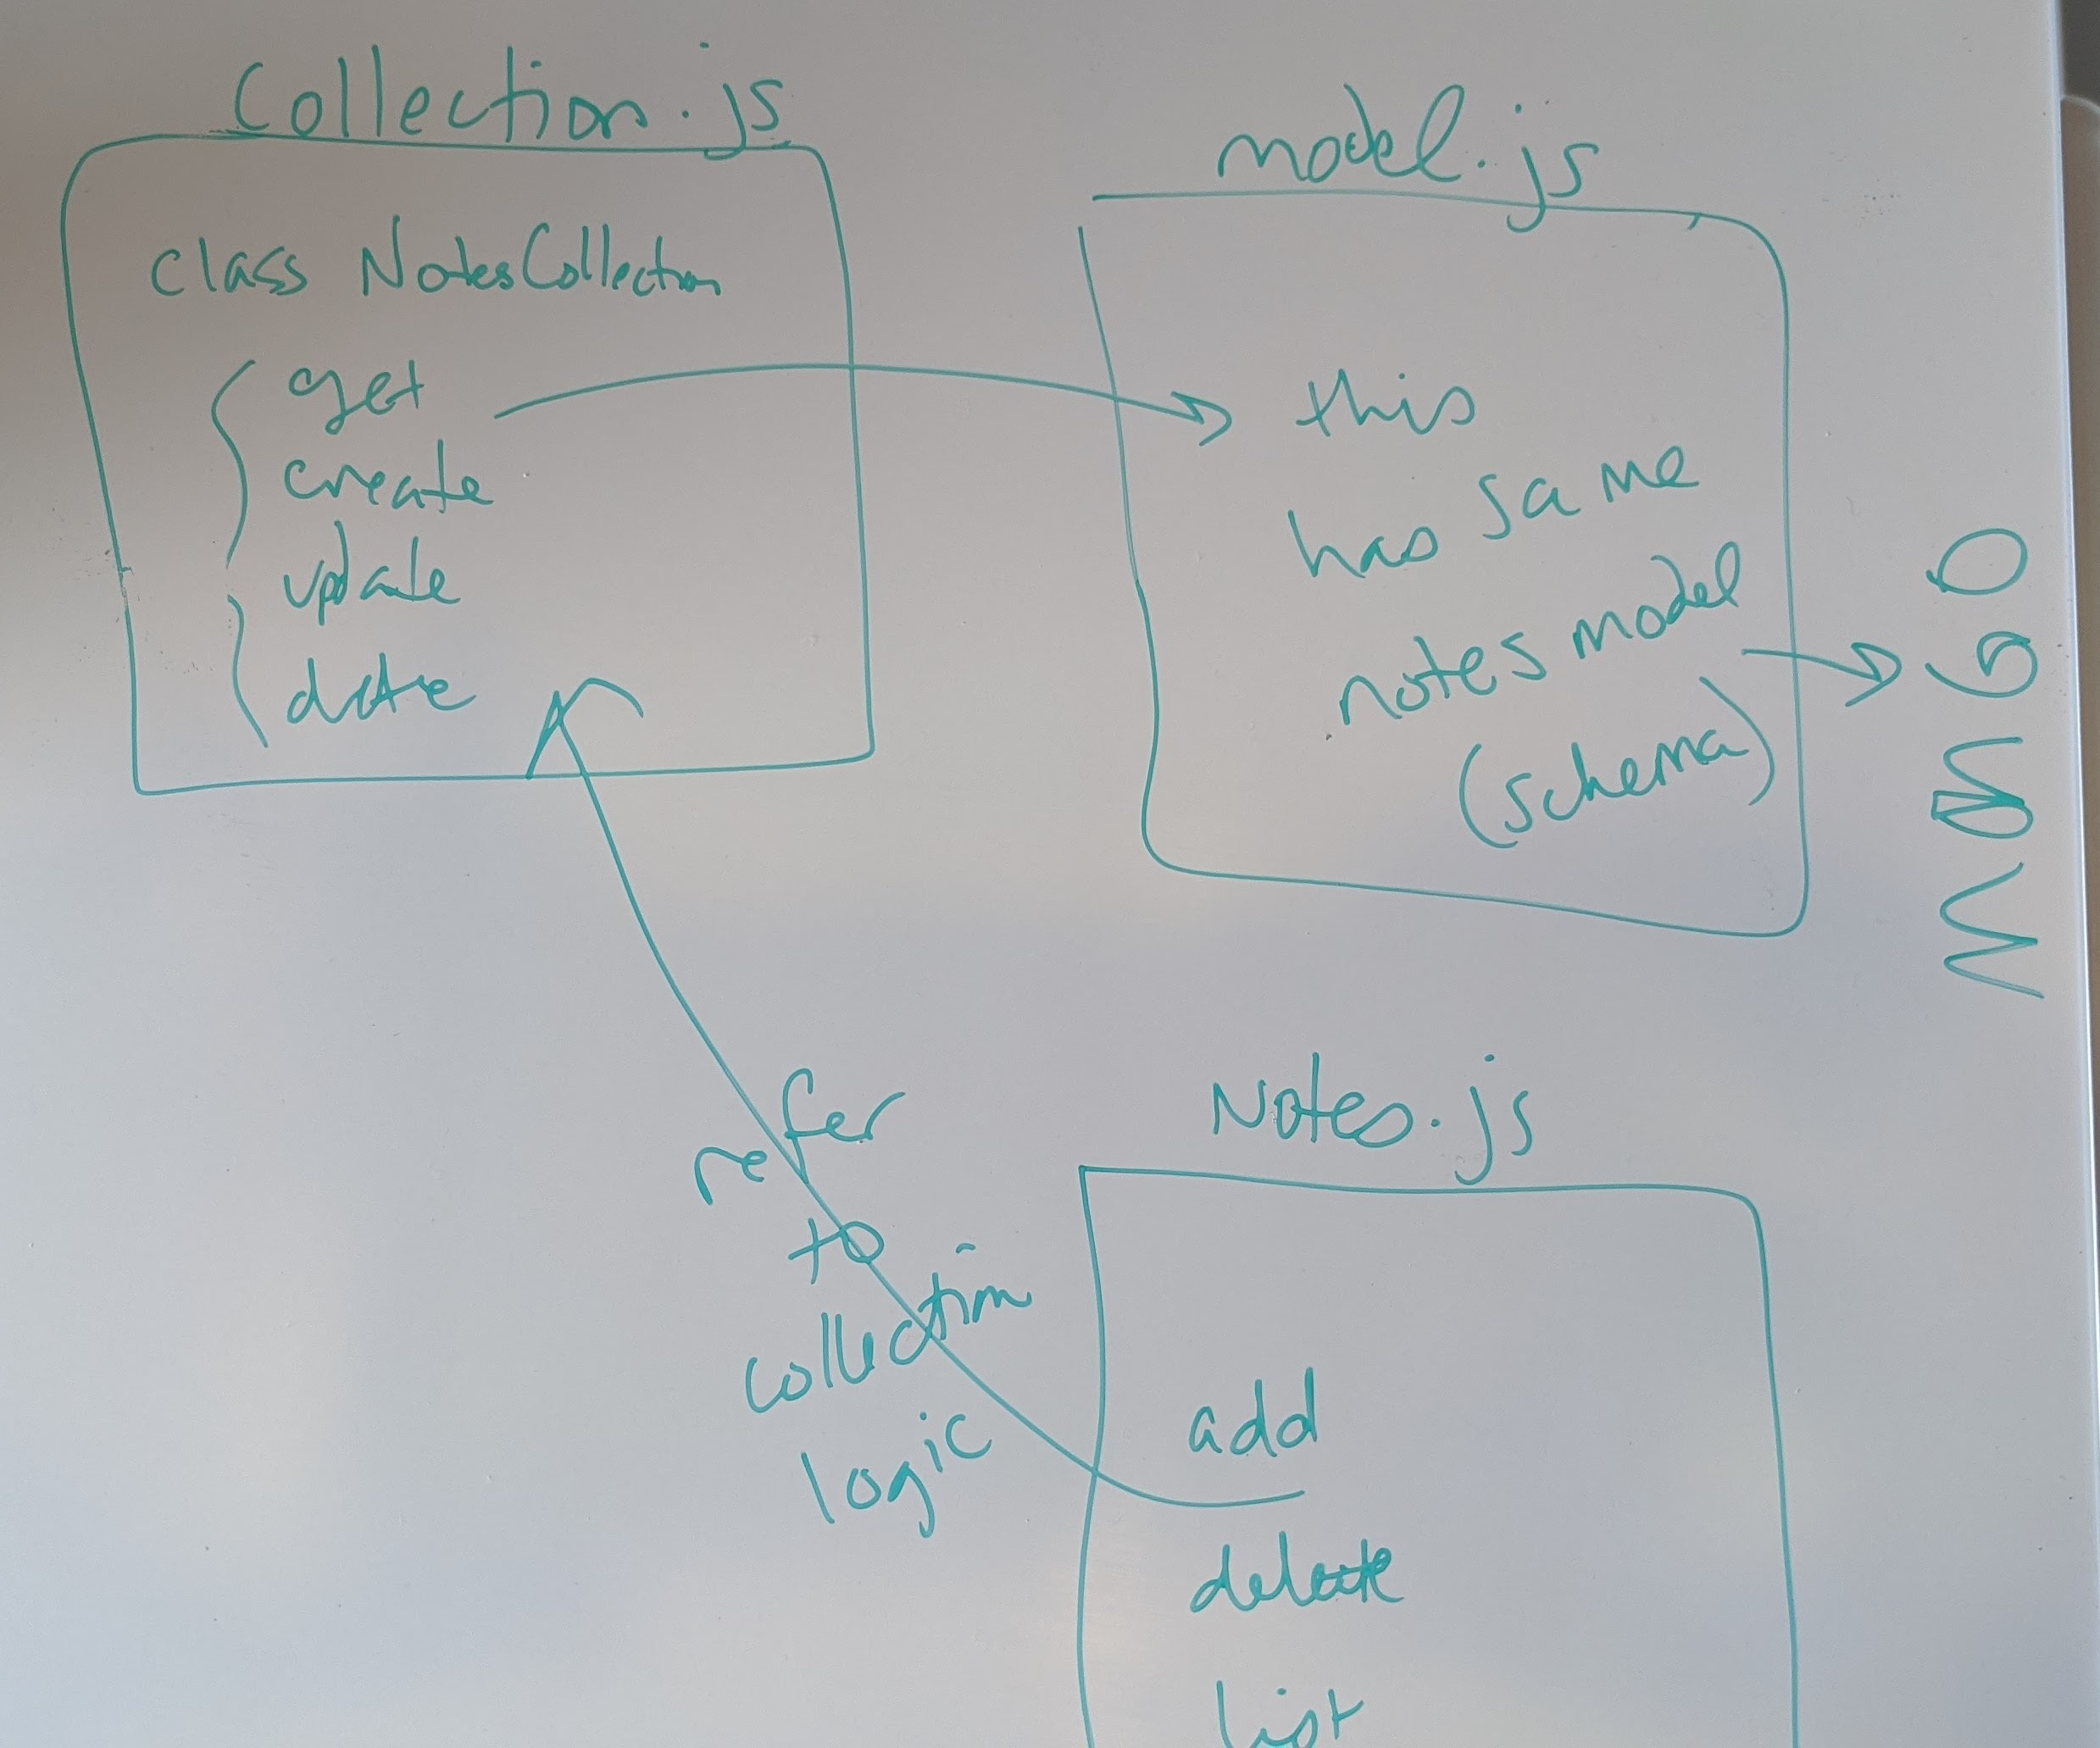 Collection.js
class NotesCollection
get
create
update
model.js
this
has same
notes model
(schema)
MONGO
refer
to
collection
logic
Notes.js
add
delete
list